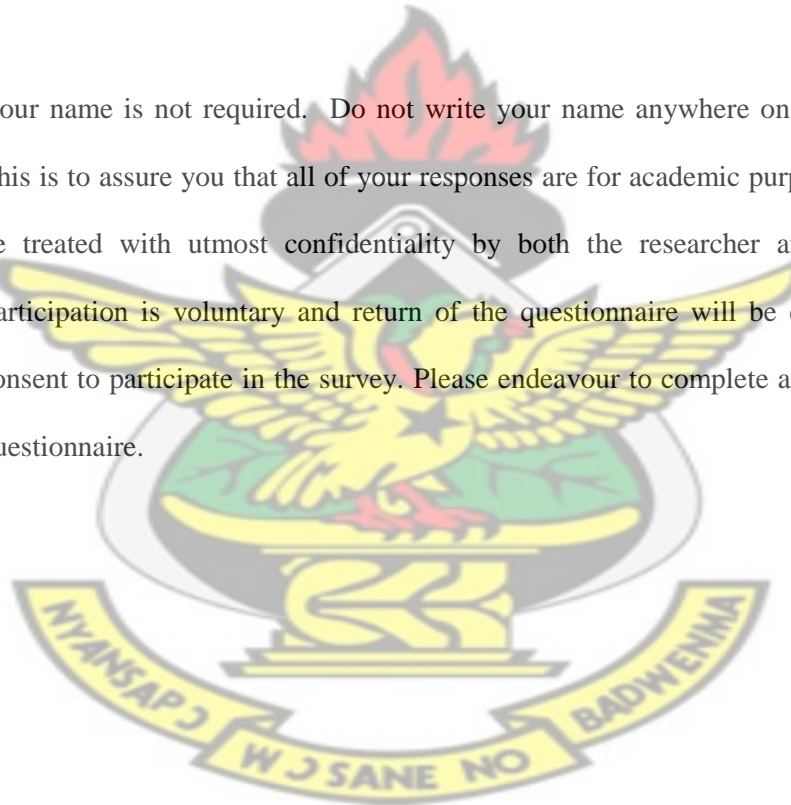 our name is not required. Do not write your name anywhere on
his is to assure you that all of your responses are for academic purp
e treated with utmost confidentiality by both the researcher a
articipation is voluntary and return of the questionnaire will be
onsent to participate in the survey. Please endeavour to complete a
uestionnaire.
NYANSAPƆ
WƆSANE NO
BADWENMA